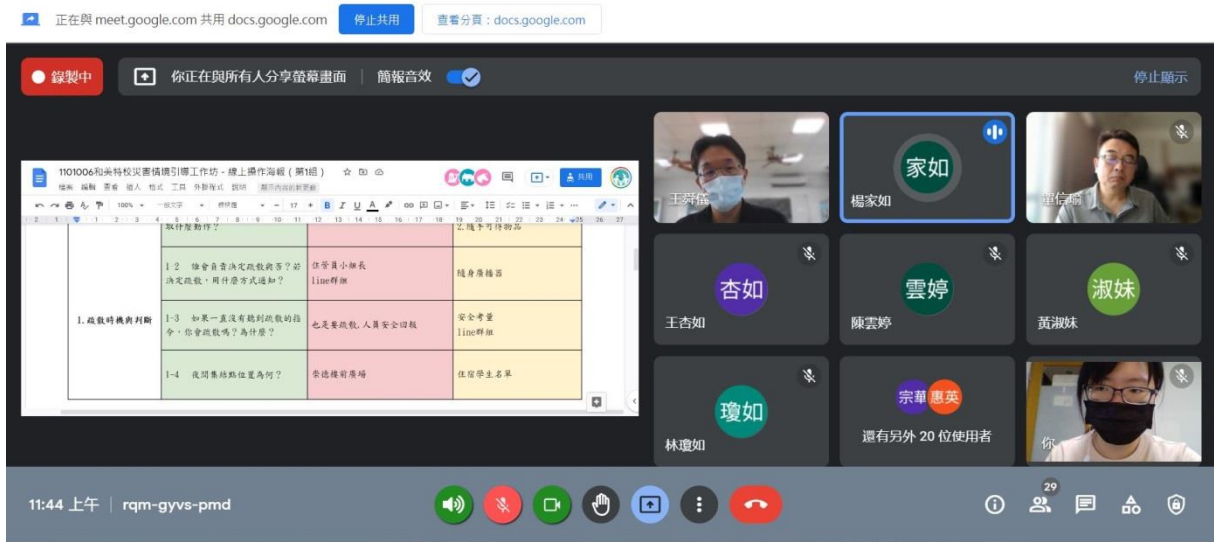 正在與 meet.google.com 共用 docs.google.com
停止共用
查看分頁：docs.google.com
錄製中
你正在與所有人分享螢幕畫面
簡報音效
停止顯示
1101006和美特校災害情境引導工作坊 - 線上操作海報 ( 第1組 )
檔案 編輯 查看 插入 格式 工具 外掛程式 說明
共用
100%
一般文字
標楷體
17
取什麼動作？
2.隨手可得物品
1. 疏散時機與判斷
1-2 誰會負責決定疏散與否？若
決定疏散，用什麼方式通知？
住管員小組長
line群組
隨身廣播器
1-3 如果一直沒有聽到疏散的指
令，你會疏散嗎？為什麼？
也是要疏散,人員安全回報
安全考量
line群組
1-4 夜間集結點位置為何？
榮德樓前廣場
住宿學生名單
王舜儀
家如
楊家如
童信瑜
杏如
王杏如
雲婷
陳雲婷
淑妹
黃淑妹
瓊如
林瓊如
宗華
惠英
還有另外 20 位使用者
你
11:44 上午
rqm-gyvs-pmd
29